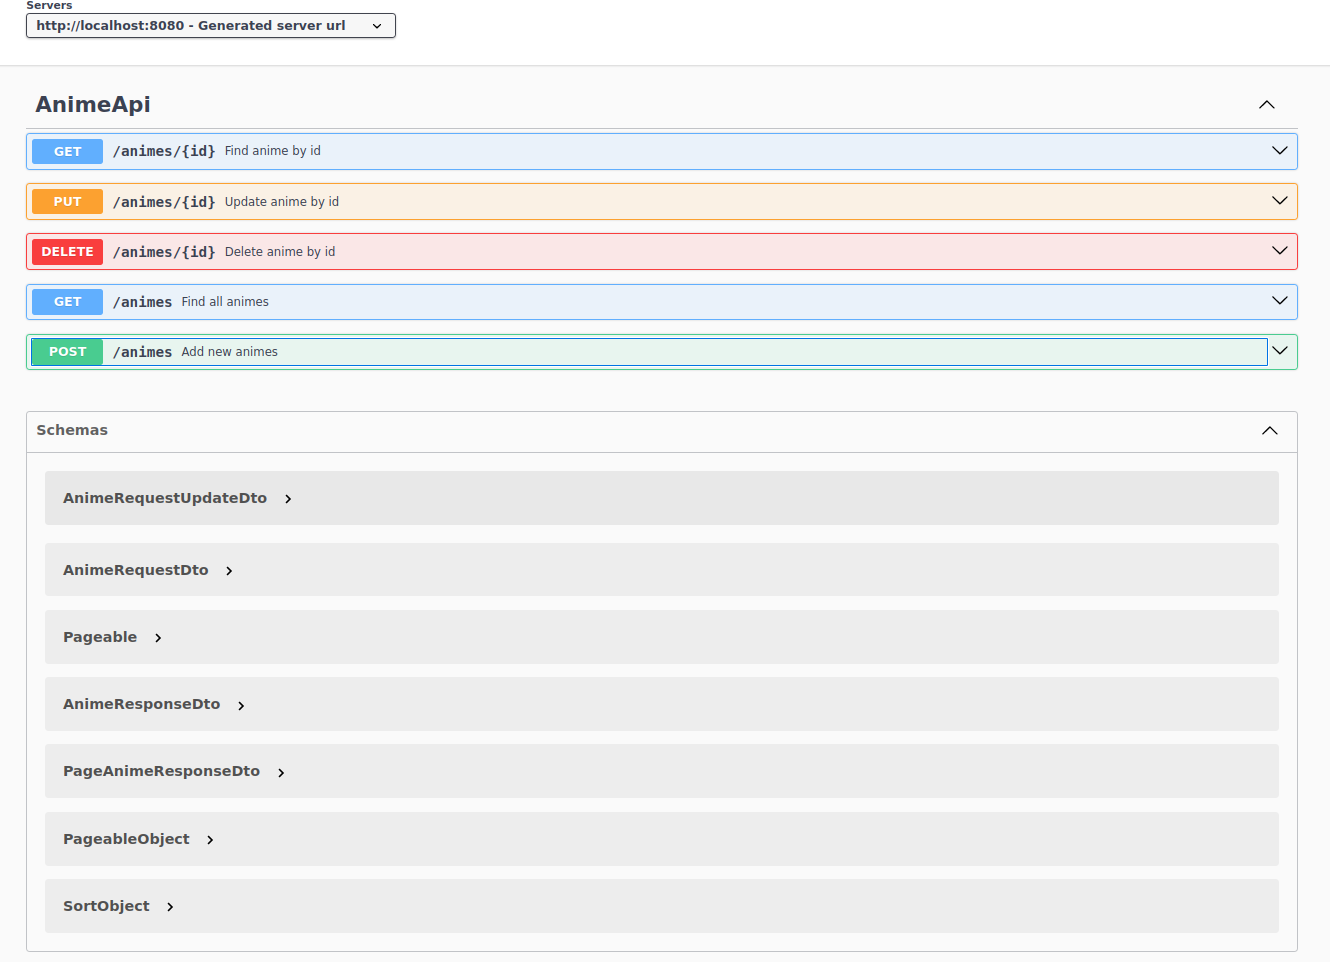 Servers
http://localhost:8080 - Generated server url
AnimeApi
GET /animes/{id} Find anime by id
PUT /animes/{id} Update anime by id
DELETE /animes/{id} Delete anime by id
GET /animes Find all animes
POST /animes Add new animes
Schemas
AnimeRequestUpdateDto
AnimeRequestDto
Pageable
AnimeResponseDto
PageAnimeResponseDto
PageableObject
SortObject